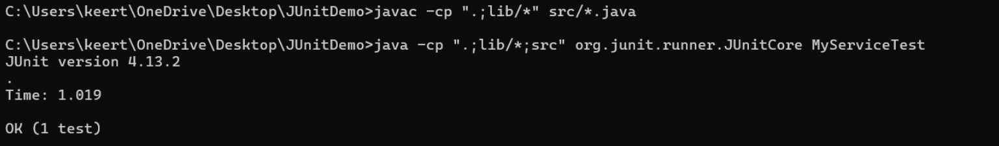 C:\Users\keert\OneDrive\Desktop\JUnitDemo>javac -cp ".;lib/*" src/*.java
C:\Users\keert\OneDrive\Desktop\JUnitDemo>java -cp ".;lib/*;src" org.junit.runner.JUnitCore MyServiceTest
JUnit version 4.13.2
.
Time: 1.019
OK (1 test)